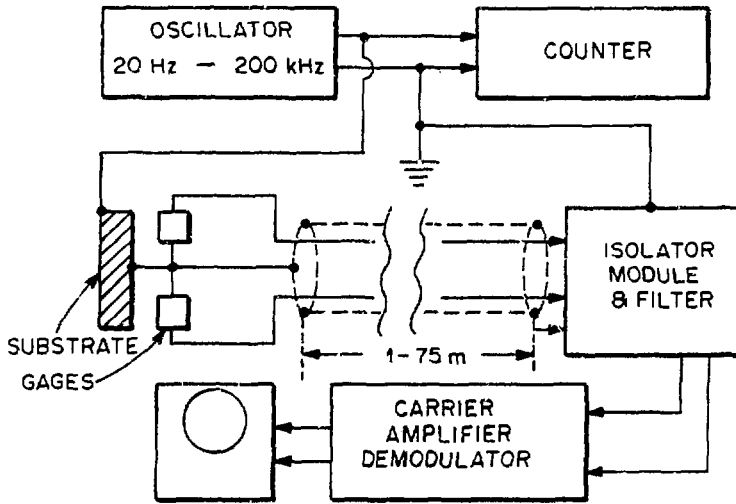 OSCILLATOR
20 Hz – 200 kHz
COUNTER
ISOLATOR
MODULE
& FILTER
SUBSTRATE
GAGES
1-75 m
CARRIER
AMPLIFIER
DEMODULATOR